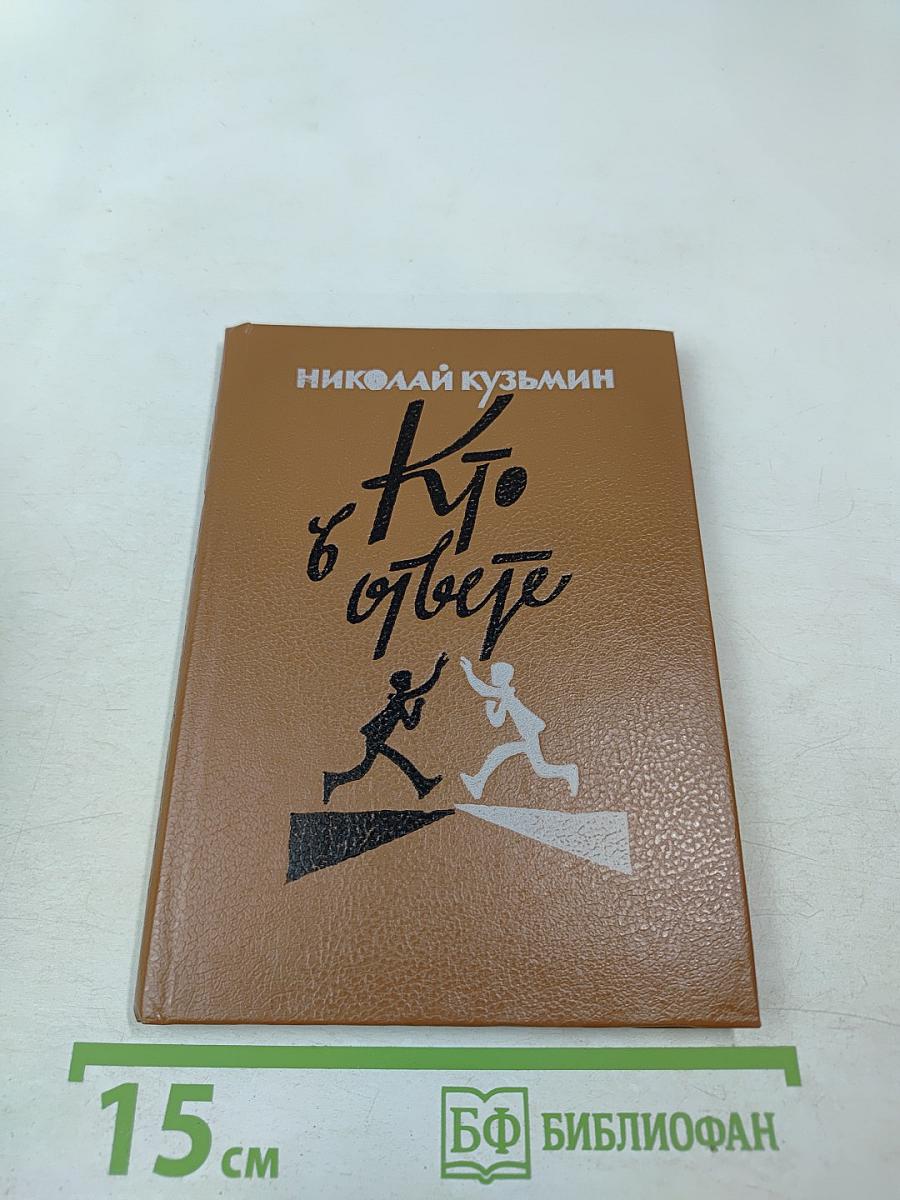 НИКОЛАЙ КУЗЬМИН
Кто
в
ответе
15 см
БФ БИБЛИОФАН